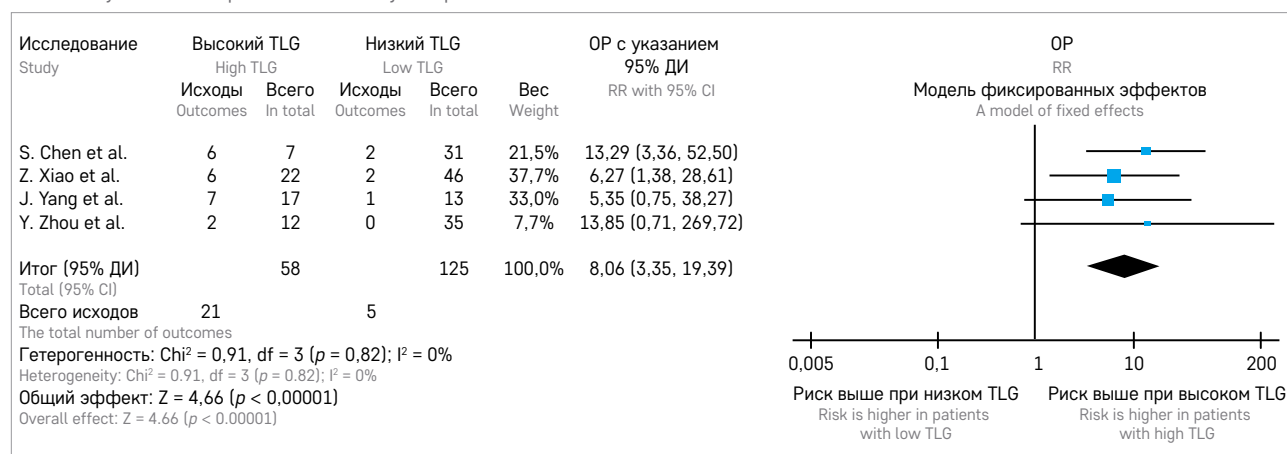 Исследование Высокий TLG Низкий TLG ОР с указанием ОР
Study High TLG Low TLG 95% ДИ RR
Исходы Всего Исходы Всего Вес RR with 95% CI Модель фиксированных эффектов
Outcomes In total Outcomes In total Weight A model of fixed effects
S. Chen et al. 6 7 2 31 21,5% 13,29 (3,36, 52,50)
Z. Xiao et al. 6 22 2 46 37,7% 6,27 (1,38, 28,61)
J. Yang et al. 7 17 1 13 33,0% 5,35 (0,75, 38,27)
Y. Zhou et al. 2 12 0 35 7,7% 13,85 (0,71, 269,72)
Итог (95% ДИ) 58 125 100,0% 8,06 (3,35, 19,39)
Total (95% CI)
Всего исходов 21 5
The total number of outcomes
Гетерогенность: Chi² = 0,91, df = 3 (p = 0,82); I² = 0%
Heterogeneity: Chi² = 0.91, df = 3 (p = 0.82); I² = 0%
Общий эффект: Z = 4,66 (p < 0,00001)
Overall effect: Z = 4.66 (p < 0.00001)
0,005 0,1 1 10 200
Риск выше при низком TLG Риск выше при высоком TLG
Risk is higher in patients Risk is higher in patients
with low TLG with high TLG